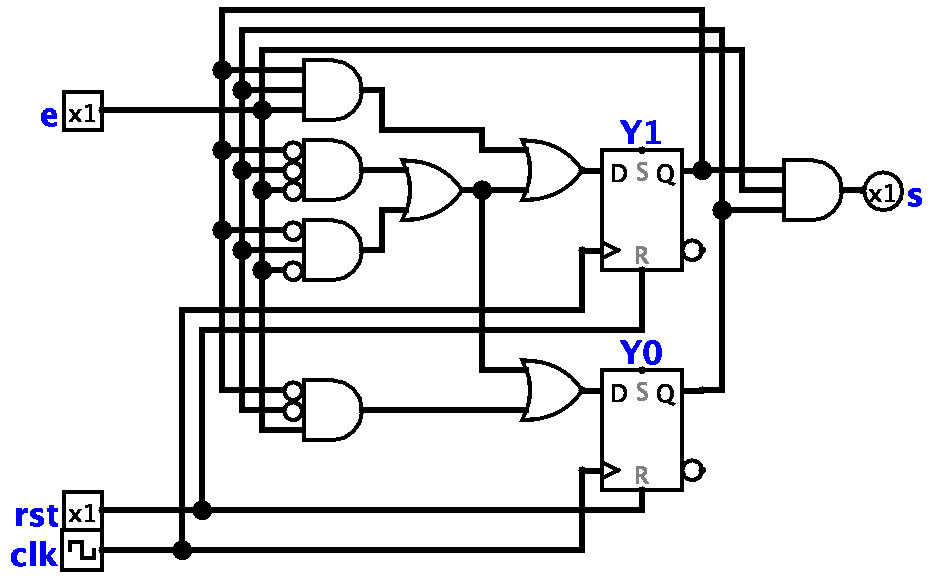 e x1
Y1
D S Q
R
x1 s
Y0
D S Q
R
rst x1
clk